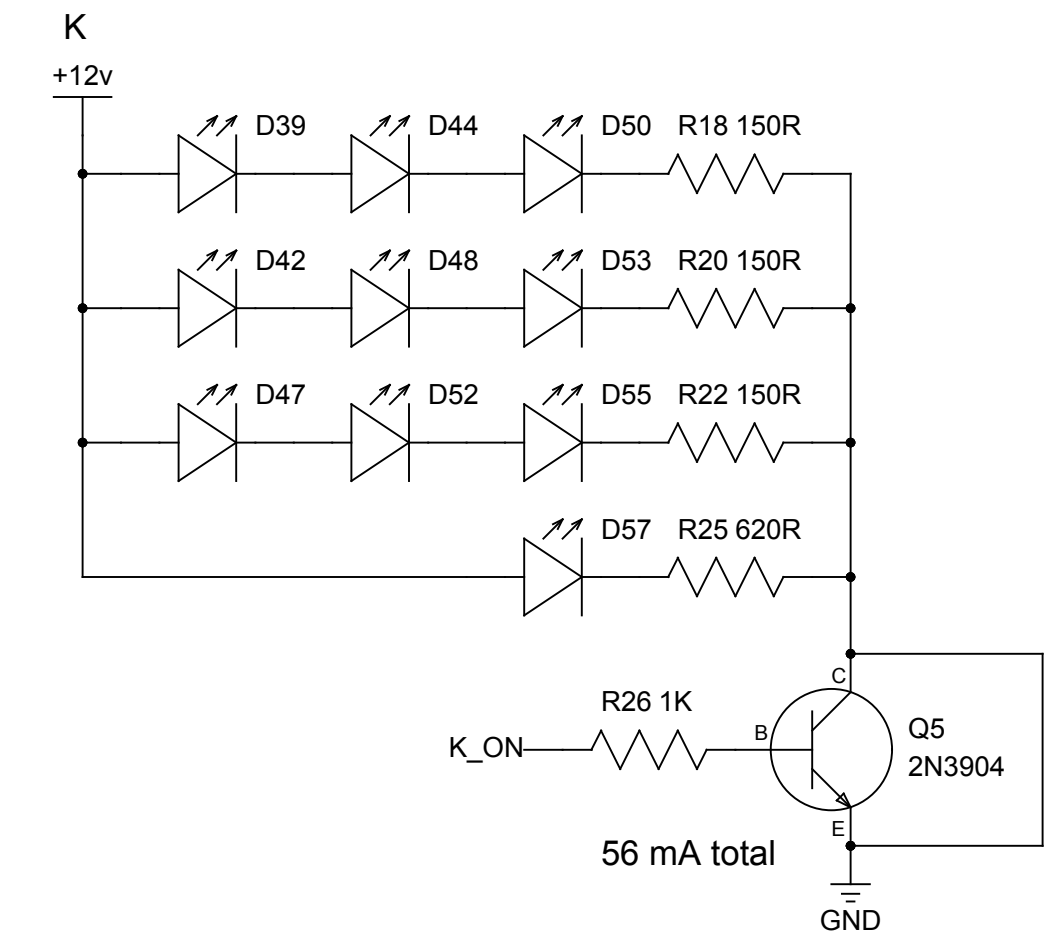 K
+12v
D39 D44 D50 R18 150R
D42 D48 D53 R20 150R
D47 D52 D55 R22 150R
D57 R25 620R
C
R26 1K
B
Q5
K_ON
2N3904
E
56 mA total
GND